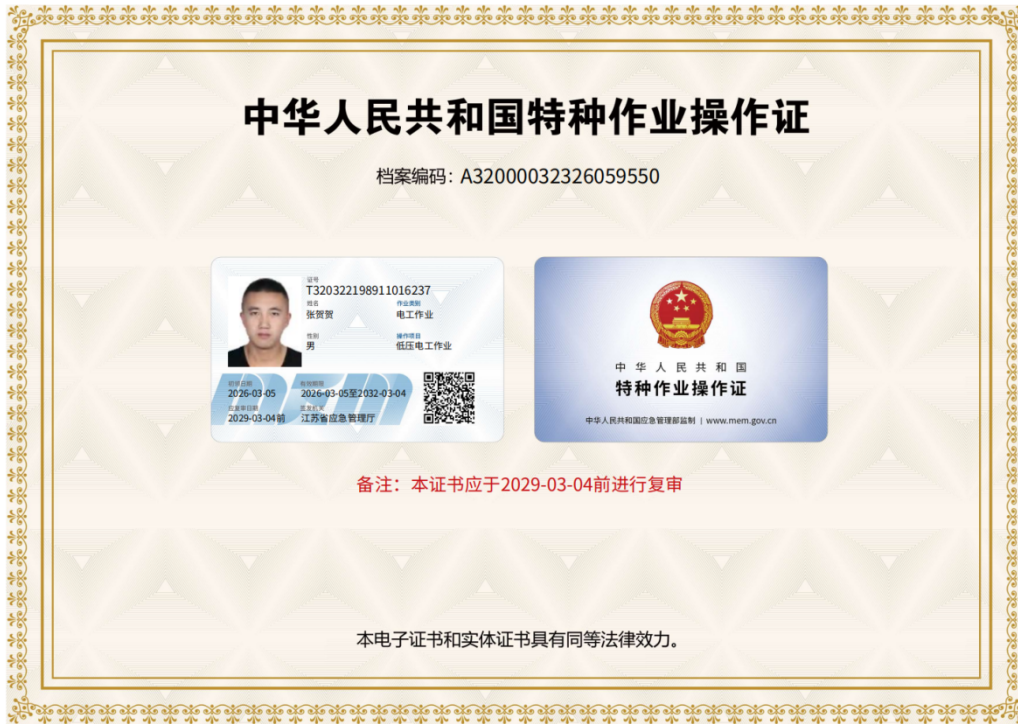 中华人民共和国特种作业操作证
档案编码：A32000032326059550
证号
T320322198911016237
姓名 作业类别
张贺贺 电工作业
性别 操作项目
男 低压电工作业
初领日期 有效期限
2026-03-05 2026-03-05至2032-03-04
应复审日期 签发机关
2029-03-04前 江苏省应急管理厅
中华人民共和国
特种作业操作证
中华人民共和国应急管理部监制 | www.mem.gov.cn
备注：本证书应于2029-03-04前进行复审
本电子证书和实体证书具有同等法律效力。